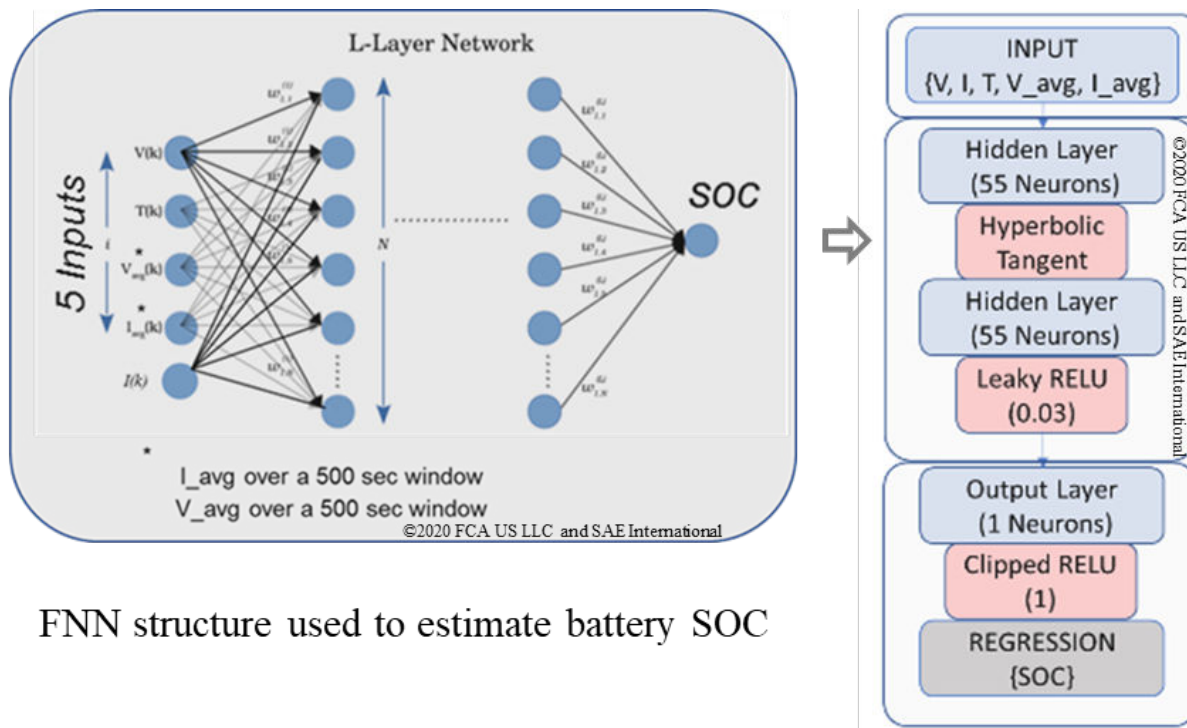 L-Layer Network
5 Inputs
i
V(k)
T(k)
*
V_avg(k)
*
I_avg(k)
I(k)
N
SOC
*
I_avg over a 500 sec window
V_avg over a 500 sec window
©2020 FCA US LLC and SAE International
FNN structure used to estimate battery SOC
INPUT
{V, I, T, V_avg, I_avg}
Hidden Layer
(55 Neurons)
Hyperbolic
Tangent
Hidden Layer
(55 Neurons)
Leaky RELU
(0.03)
Output Layer
(1 Neurons)
Clipped RELU
(1)
REGRESSION
{SOC}
©2020 FCA US LLC and SAE International